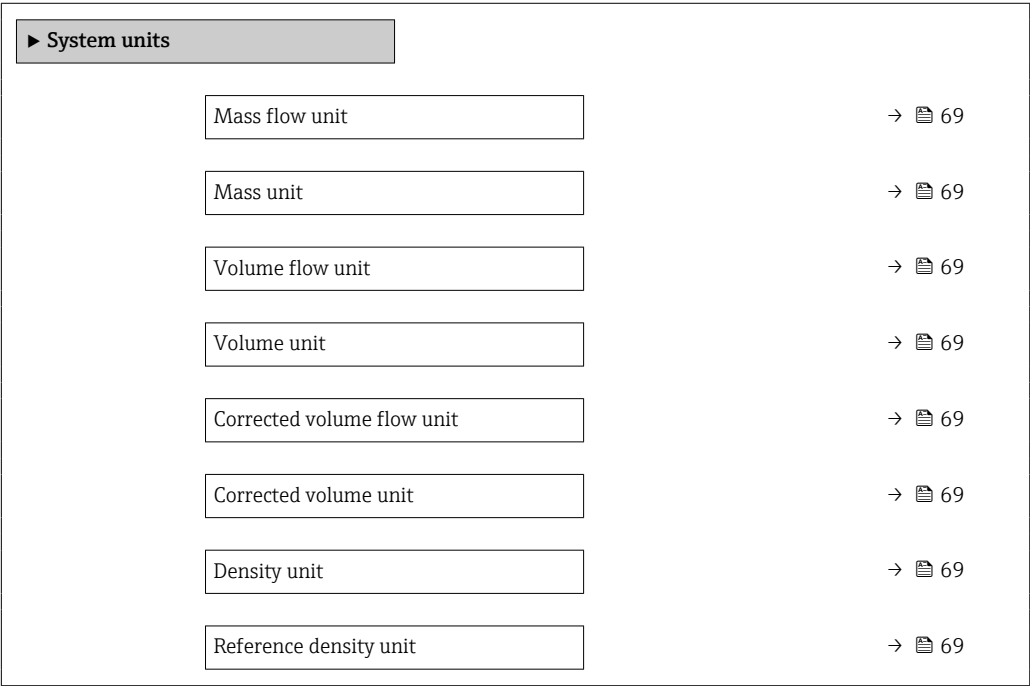 ▶ System units
Mass flow unit → 69
Mass unit → 69
Volume flow unit → 69
Volume unit → 69
Corrected volume flow unit → 69
Corrected volume unit → 69
Density unit → 69
Reference density unit → 69